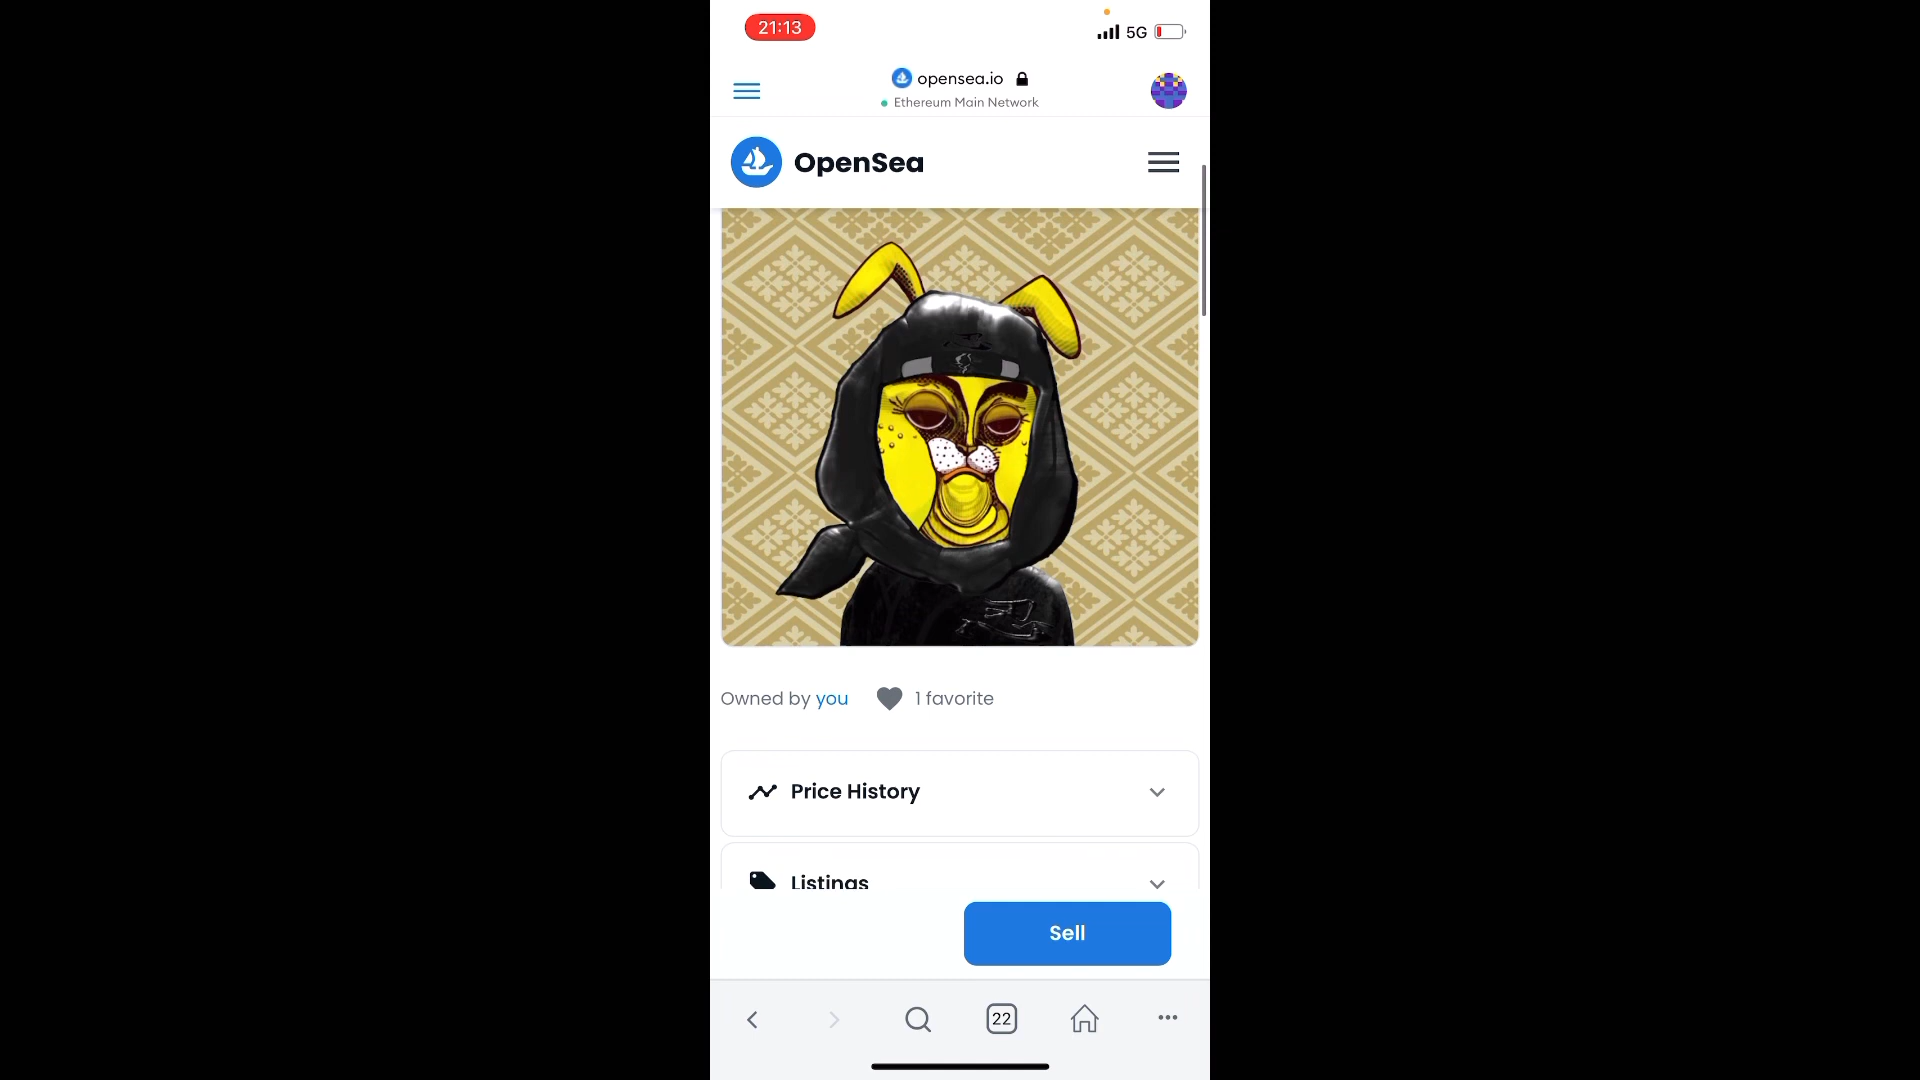 21:13
5G
opensea.io
Ethereum Main Network
OpenSea
Owned by you
1 favorite
Price History
Listings
Sell
22